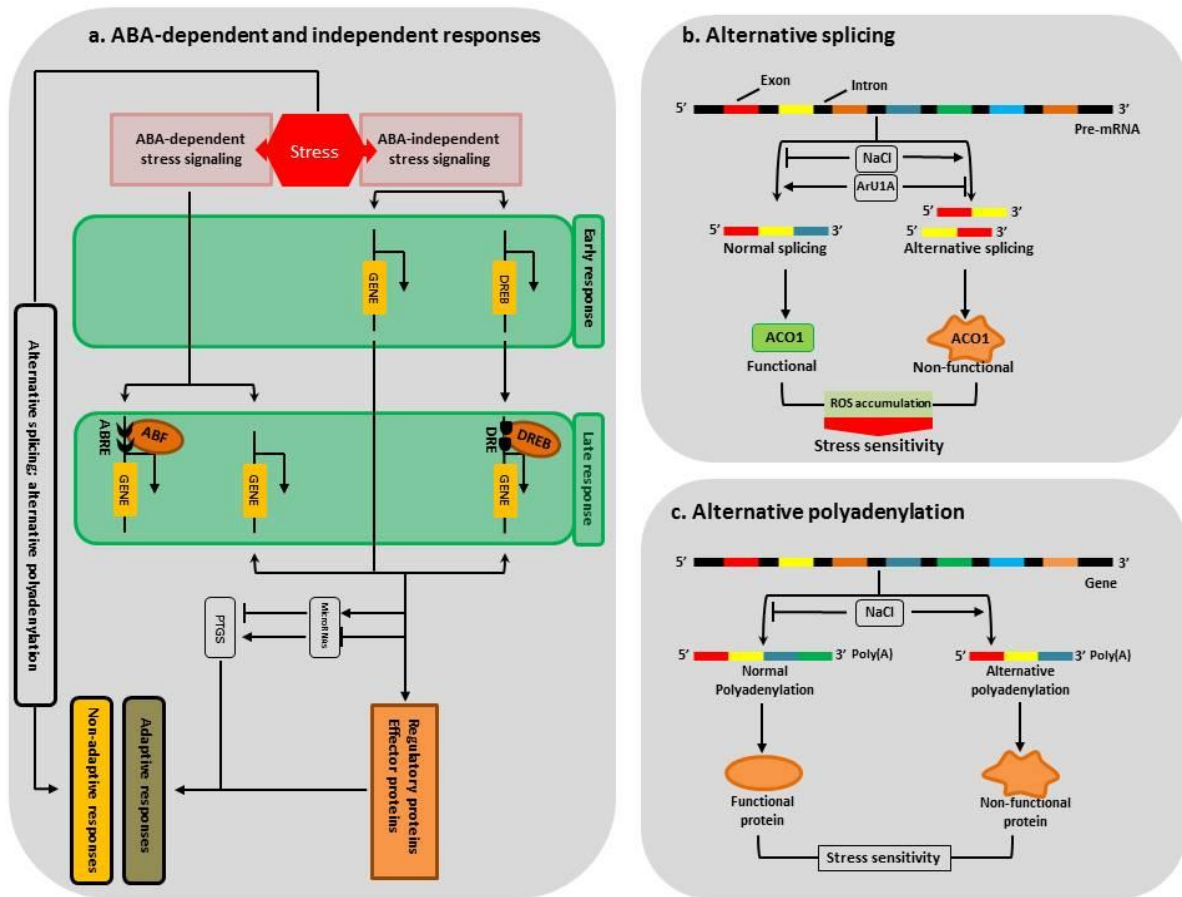 a. ABA-dependent and independent responses
ABA-dependent
stress signaling
Stress
ABA-independent
stress signaling
Early response
GENE
DREB
Alternative splicing; alternative polyadenylation
Late response
ABRE
ABF
GENE
GENE
DRE
DREB
GENE
PTGS
MicroRNAs
Non-adaptive responses
Adaptive responses
Regulatory proteins
Effector proteins
b. Alternative splicing
Exon
Intron
5’ 3’
Pre-mRNA
NaCl
ArU1A
5’ 3’
5’ 3’
5’ 3’
Normal splicing
Alternative splicing
ACO1
ACO1
Functional
Non-functional
ROS accumulation
Stress sensitivity
c. Alternative polyadenylation
5’ 3’
Gene
NaCl
5’ 3’ Poly(A)
5’ 3’ Poly(A)
Normal
Polyadenylation
Alternative
polyadenylation
Functional
protein
Non-functional
protein
Stress sensitivity